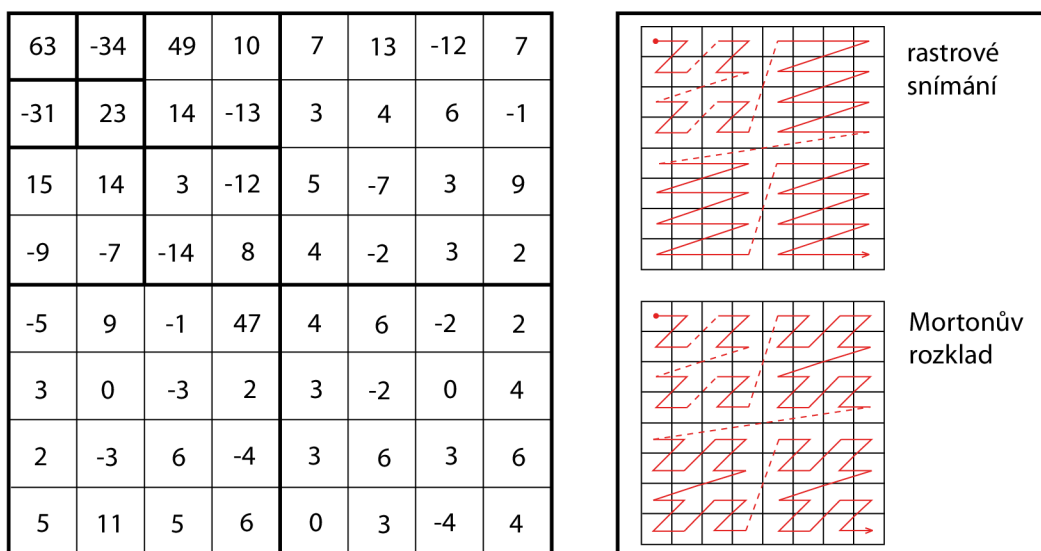 63 -34 49 10 7 13 -12 7
-31 23 14 -13 3 4 6 -1
15 14 3 -12 5 -7 3 9
-9 -7 -14 8 4 -2 3 2
-5 9 -1 47 4 6 -2 2
3 0 -3 2 3 -2 0 4
2 -3 6 -4 3 6 3 6
5 11 5 6 0 3 -4 4
rastrové
snímání
Mortonův
rozklad